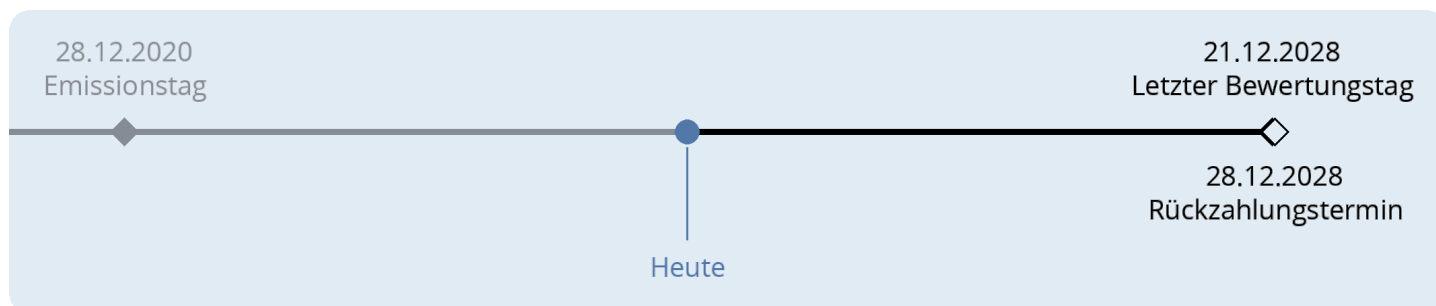 28.12.2020
Emissionstag
21.12.2028
Letzter Bewertungstag
28.12.2028
Rückzahlungstermin
Heute